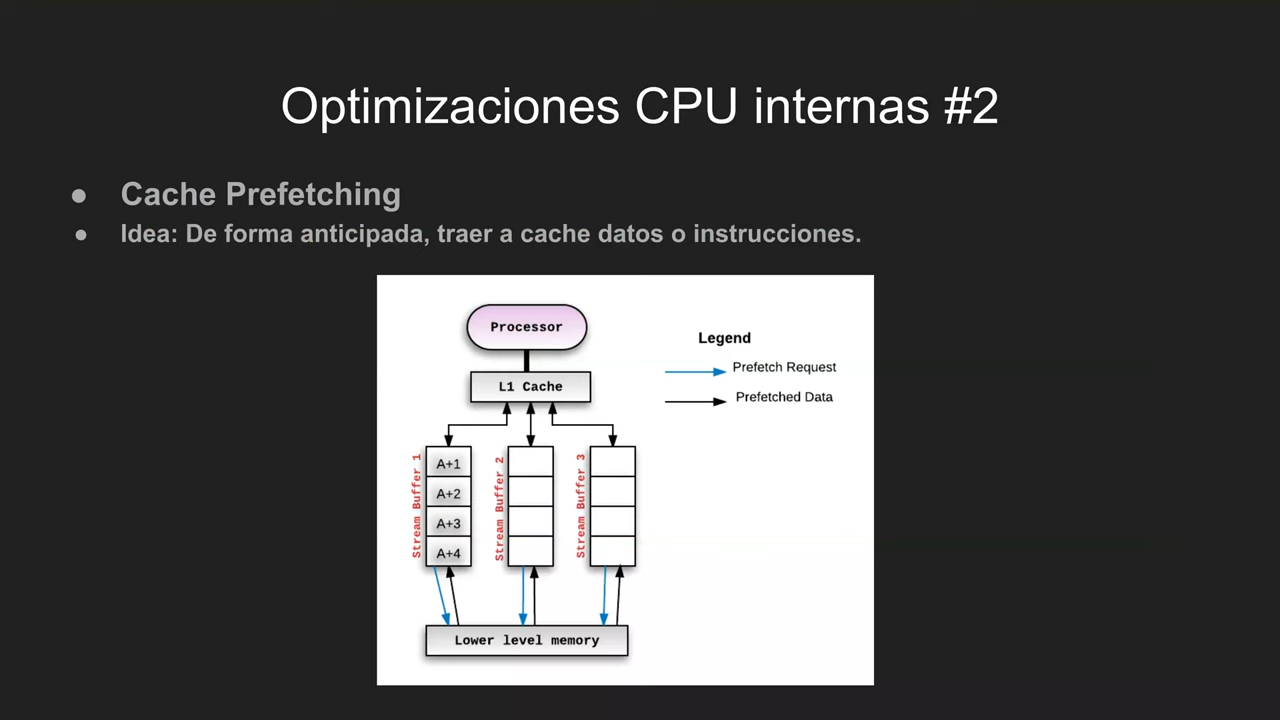 Optimizaciones CPU internas #2
● Cache Prefetching
● Idea: De forma anticipada, traer a cache datos o instrucciones.
Processor
L1 Cache
Legend
Prefetch Request
Prefetched Data
Stream Buffer 1
A+1
A+2
A+3
A+4
Stream Buffer 2
Stream Buffer 3
Lower level memory